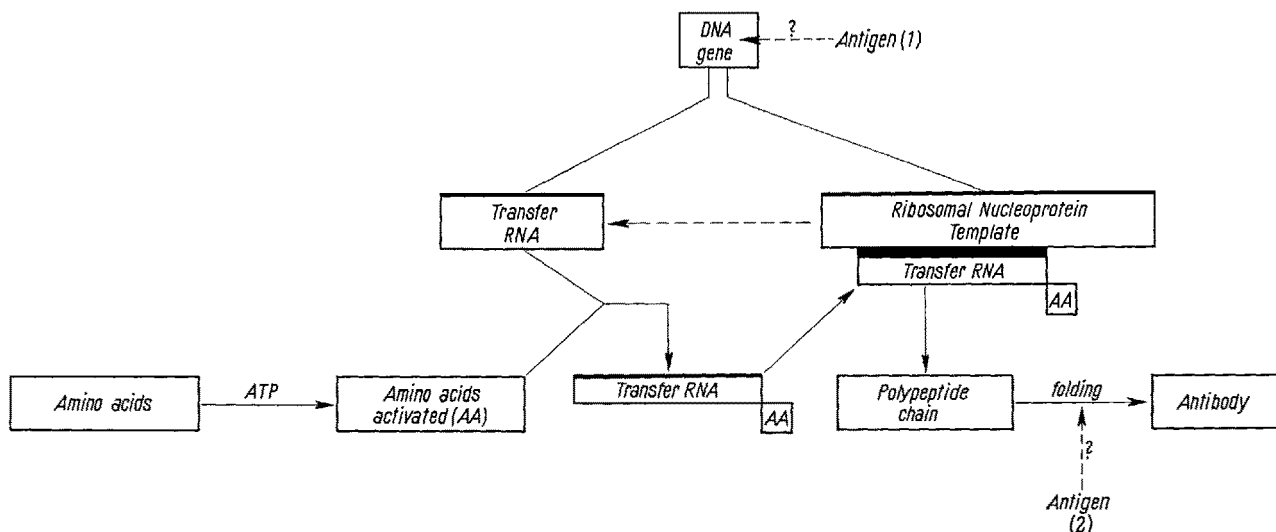 DNA
gene
?
Antigen (1)
Transfer
RNA
Ribosomal Nucleoprotein
Template
Transfer RNA
AA
Amino acids
ATP
Amino acids
activated (AA)
Transfer RNA
AA
Polypeptide
chain
folding
Antibody
?
Antigen
(2)